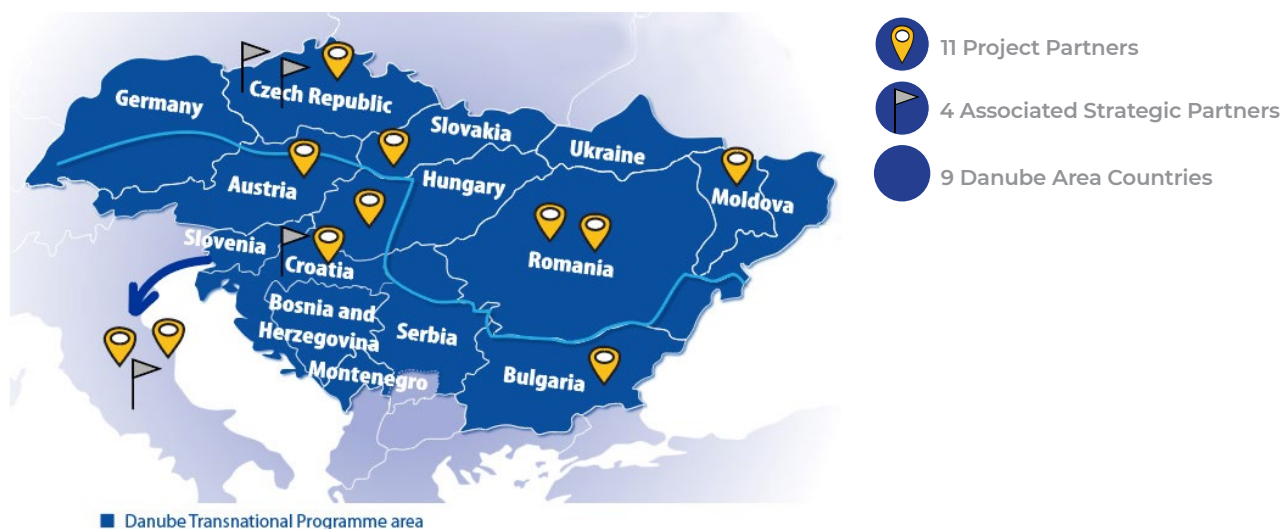 Germany
Czech Republic
Slovakia
Ukraine
Austria
Hungary
Moldova
Slovenia
Croatia
Romania
Bosnia and
Herzegovina
Serbia
Montenegro
Bulgaria
Danube Transnational Programme area
11 Project Partners
4 Associated Strategic Partners
9 Danube Area Countries